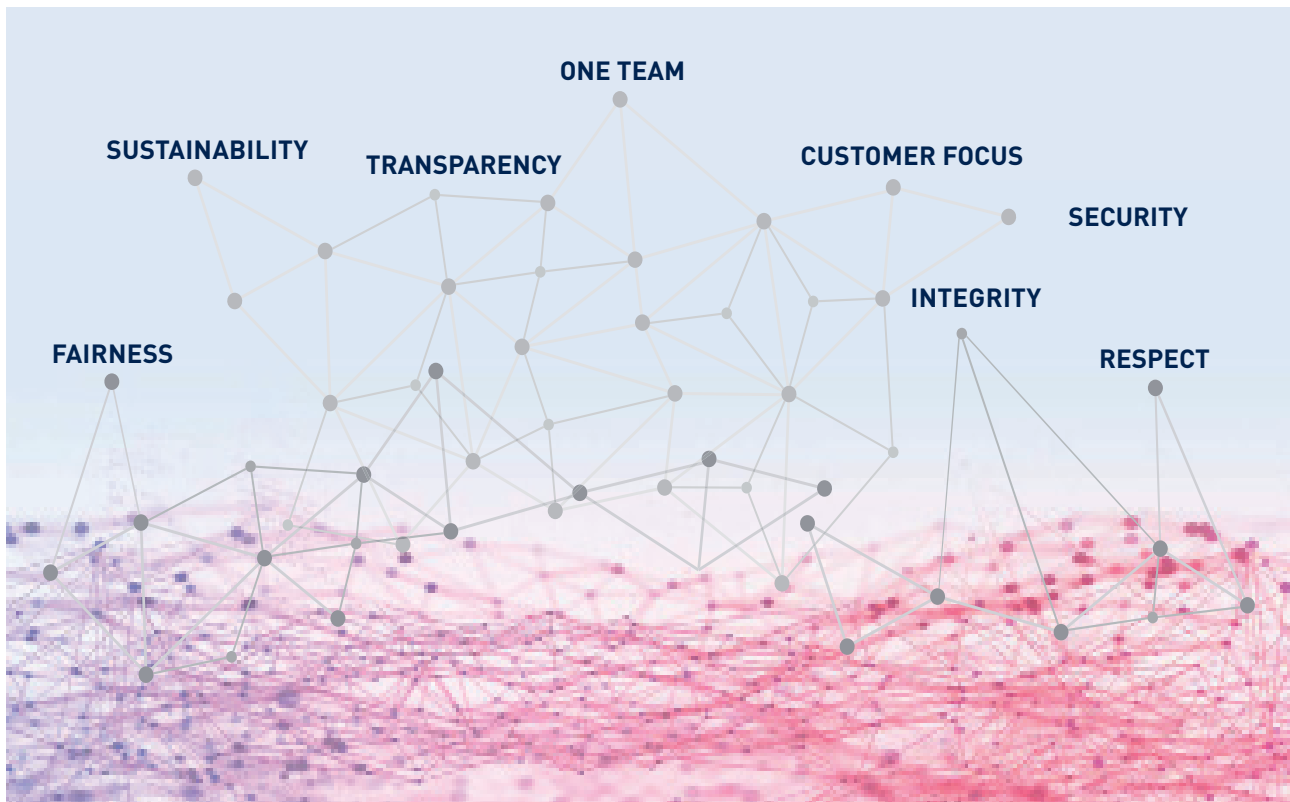 ONE TEAM
SUSTAINABILITY
TRANSPARENCY
CUSTOMER FOCUS
SECURITY
INTEGRITY
FAIRNESS
RESPECT